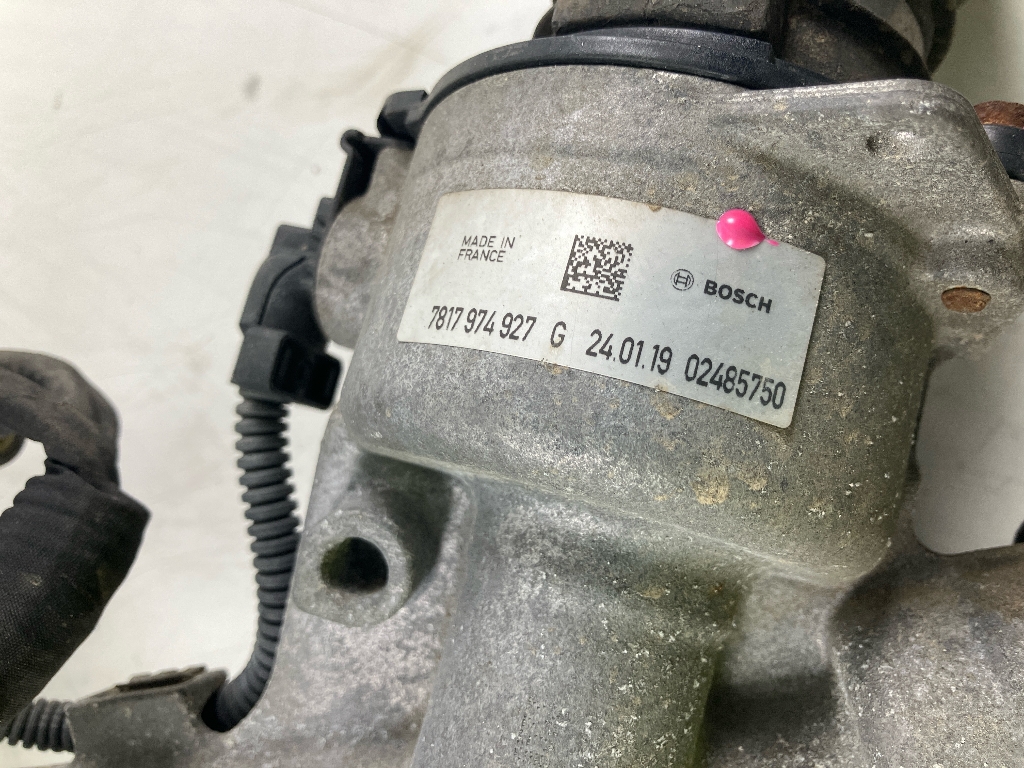 MADE IN
FRANCE
BOSCH
7817 974 927 G 24.01.19 02485750